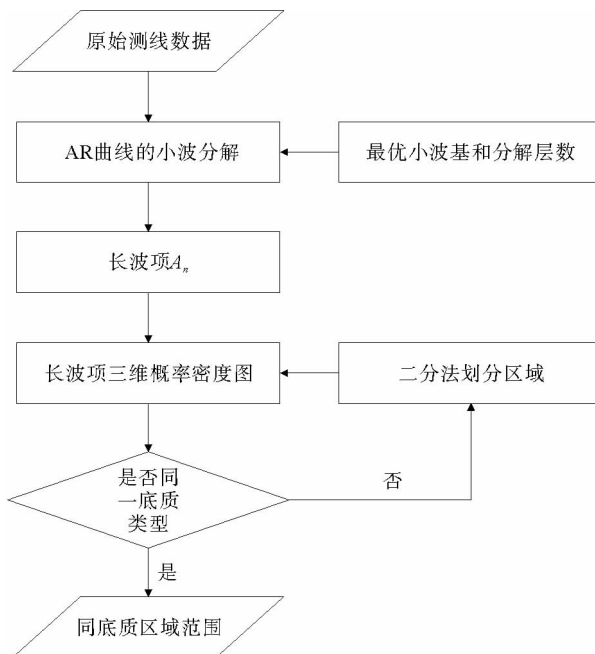 原始测线数据
AR曲线的小波分解
最优小波基和分解层数
长波项Aₙ
长波项三维概率密度图
二分法划分区域
是否同
一底质
类型
否
是
同底质区域范围